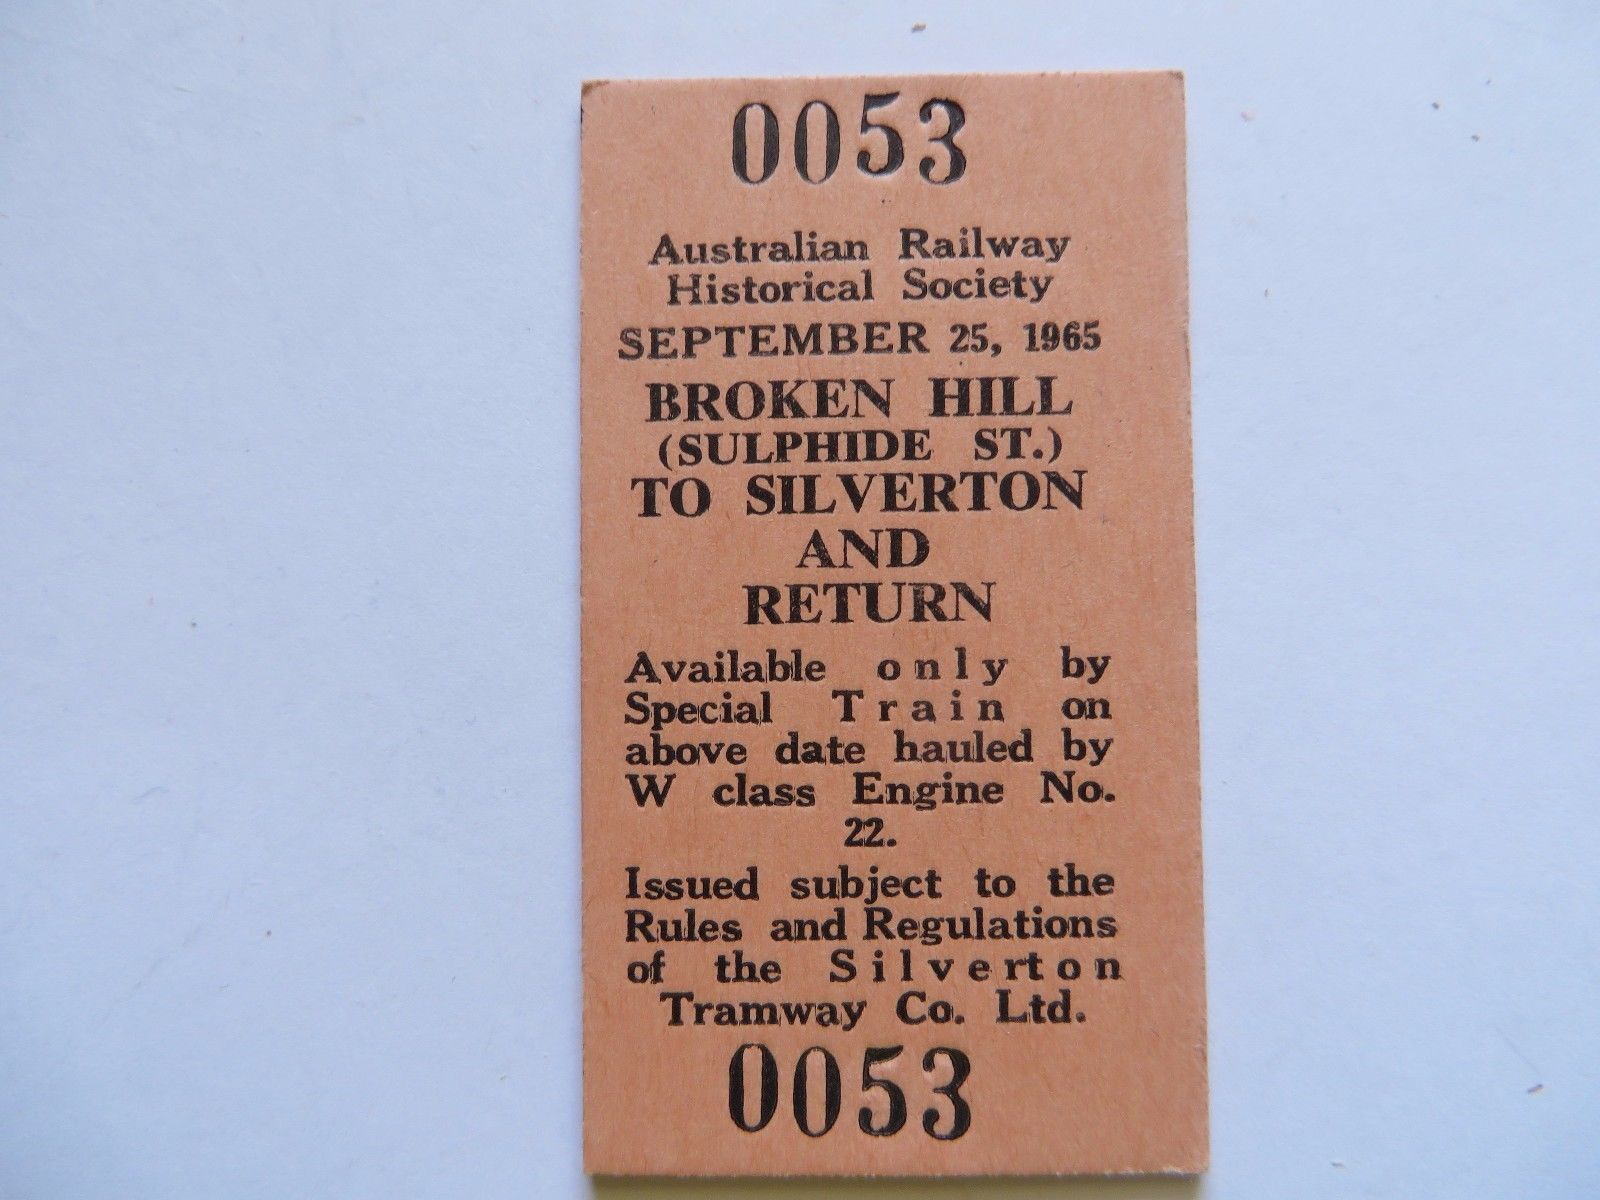 0053
Australian Railway
Historical Society
SEPTEMBER 25, 1965
BROKEN HILL
(SULPHIDE ST.)
TO SILVERTON
AND
RETURN
Available only by
Special Train on
above date hauled by
W class Engine No.
22.
Issued subject to the
Rules and Regulations
of the Silverton
Tramway Co. Ltd.
0053